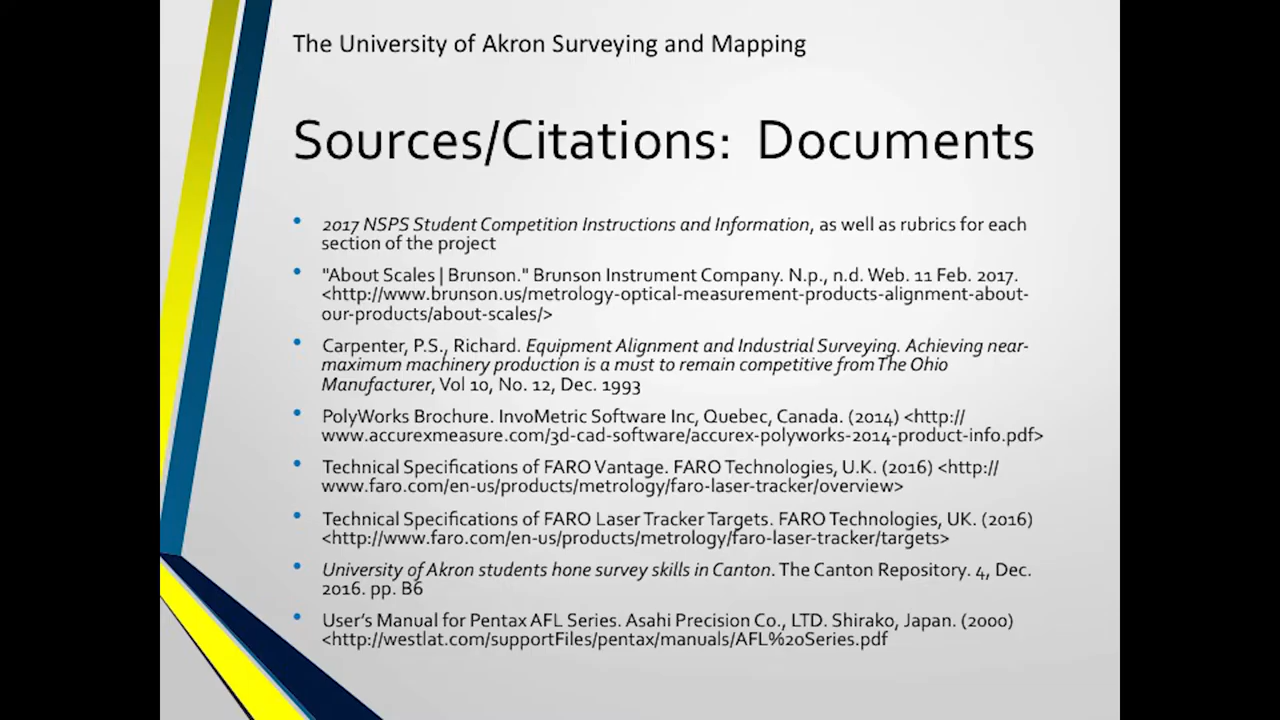 The University of Akron Surveying and Mapping
Sources/Citations: Documents
• 2017 NSPS Student Competition Instructions and Information, as well as rubrics for each
section of the project
• "About Scales | Brunson." Brunson Instrument Company. N.p., n.d. Web. 11 Feb. 2017.
<http://www.brunson.us/metrology-optical-measurement-products-alignment-about-
our-products/about-scales/>
• Carpenter, P.S., Richard. Equipment Alignment and Industrial Surveying. Achieving near-
maximum machinery production is a must to remain competitive from The Ohio
Manufacturer, Vol 10, No. 12, Dec. 1993
• PolyWorks Brochure. InvoMetric Software Inc, Quebec, Canada. (2014) <http://
www.accurexmeasure.com/3d-cad-software/accurex-polyworks-2014-product-info.pdf>
• Technical Specifications of FARO Vantage. FARO Technologies, U.K. (2016) <http://
www.faro.com/en-us/products/metrology/faro-laser-tracker/overview>
• Technical Specifications of FARO Laser Tracker Targets. FARO Technologies, UK. (2016)
<http://www.faro.com/en-us/products/metrology/faro-laser-tracker/targets>
• University of Akron students hone survey skills in Canton. The Canton Repository. 4, Dec.
2016. pp. B6
• User's Manual for Pentax AFL Series. Asahi Precision Co., LTD. Shirako, Japan. (2000)
<http://westlat.com/supportFiles/pentax/manuals/AFL%20Series.pdf